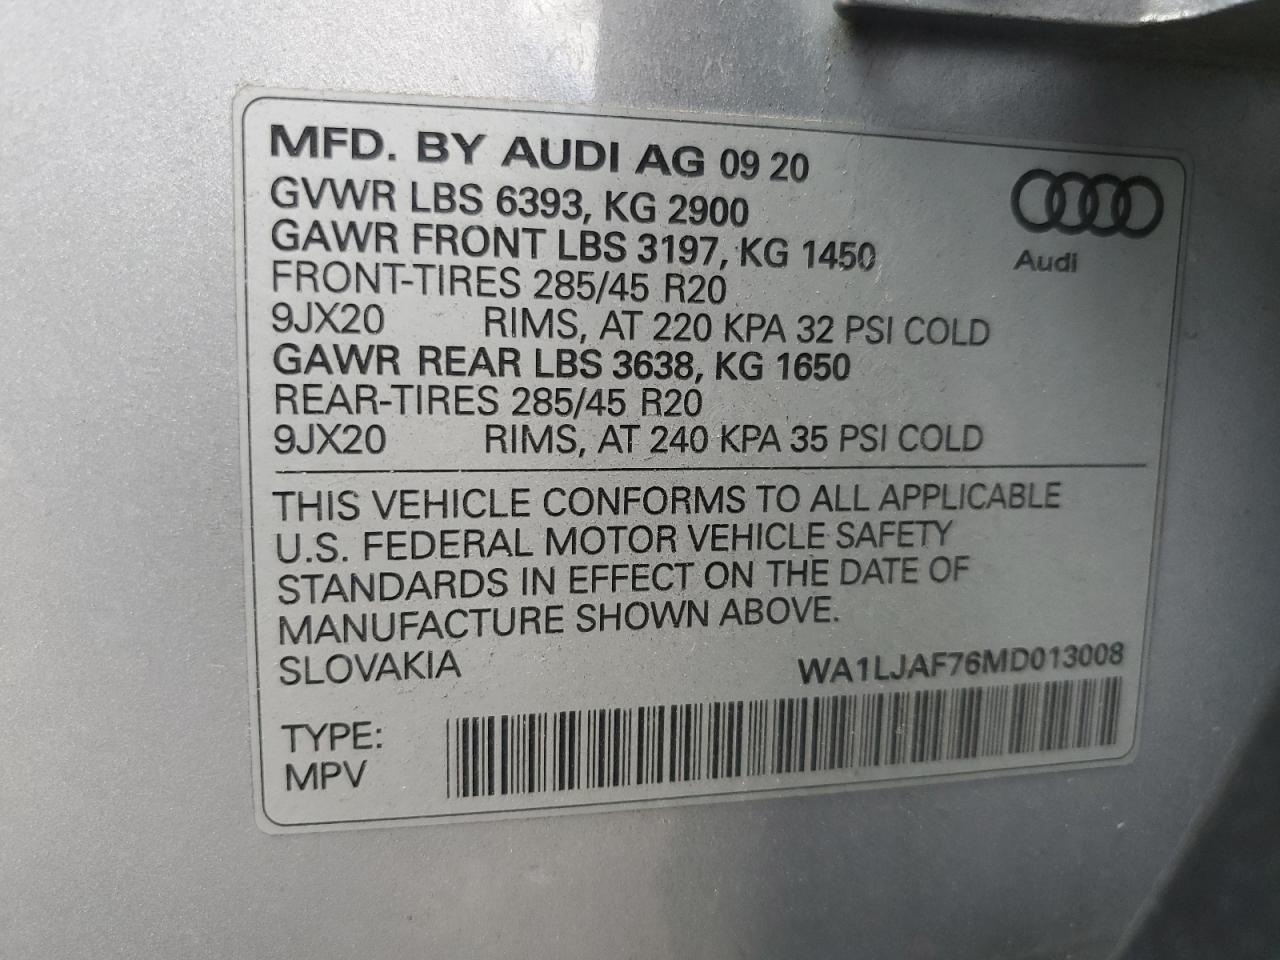 MFD. BY AUDI AG 09 20
GVWR LBS 6393, KG 2900
GAWR FRONT LBS 3197, KG 1450
FRONT-TIRES 285/45 R20
9JX20 RIMS, AT 220 KPA 32 PSI COLD
GAWR REAR LBS 3638, KG 1650
REAR-TIRES 285/45 R20
9JX20 RIMS, AT 240 KPA 35 PSI COLD
Audi
THIS VEHICLE CONFORMS TO ALL APPLICABLE
U.S. FEDERAL MOTOR VEHICLE SAFETY
STANDARDS IN EFFECT ON THE DATE OF
MANUFACTURE SHOWN ABOVE.
SLOVAKIA WA1LJAF76MD013008
TYPE:
MPV